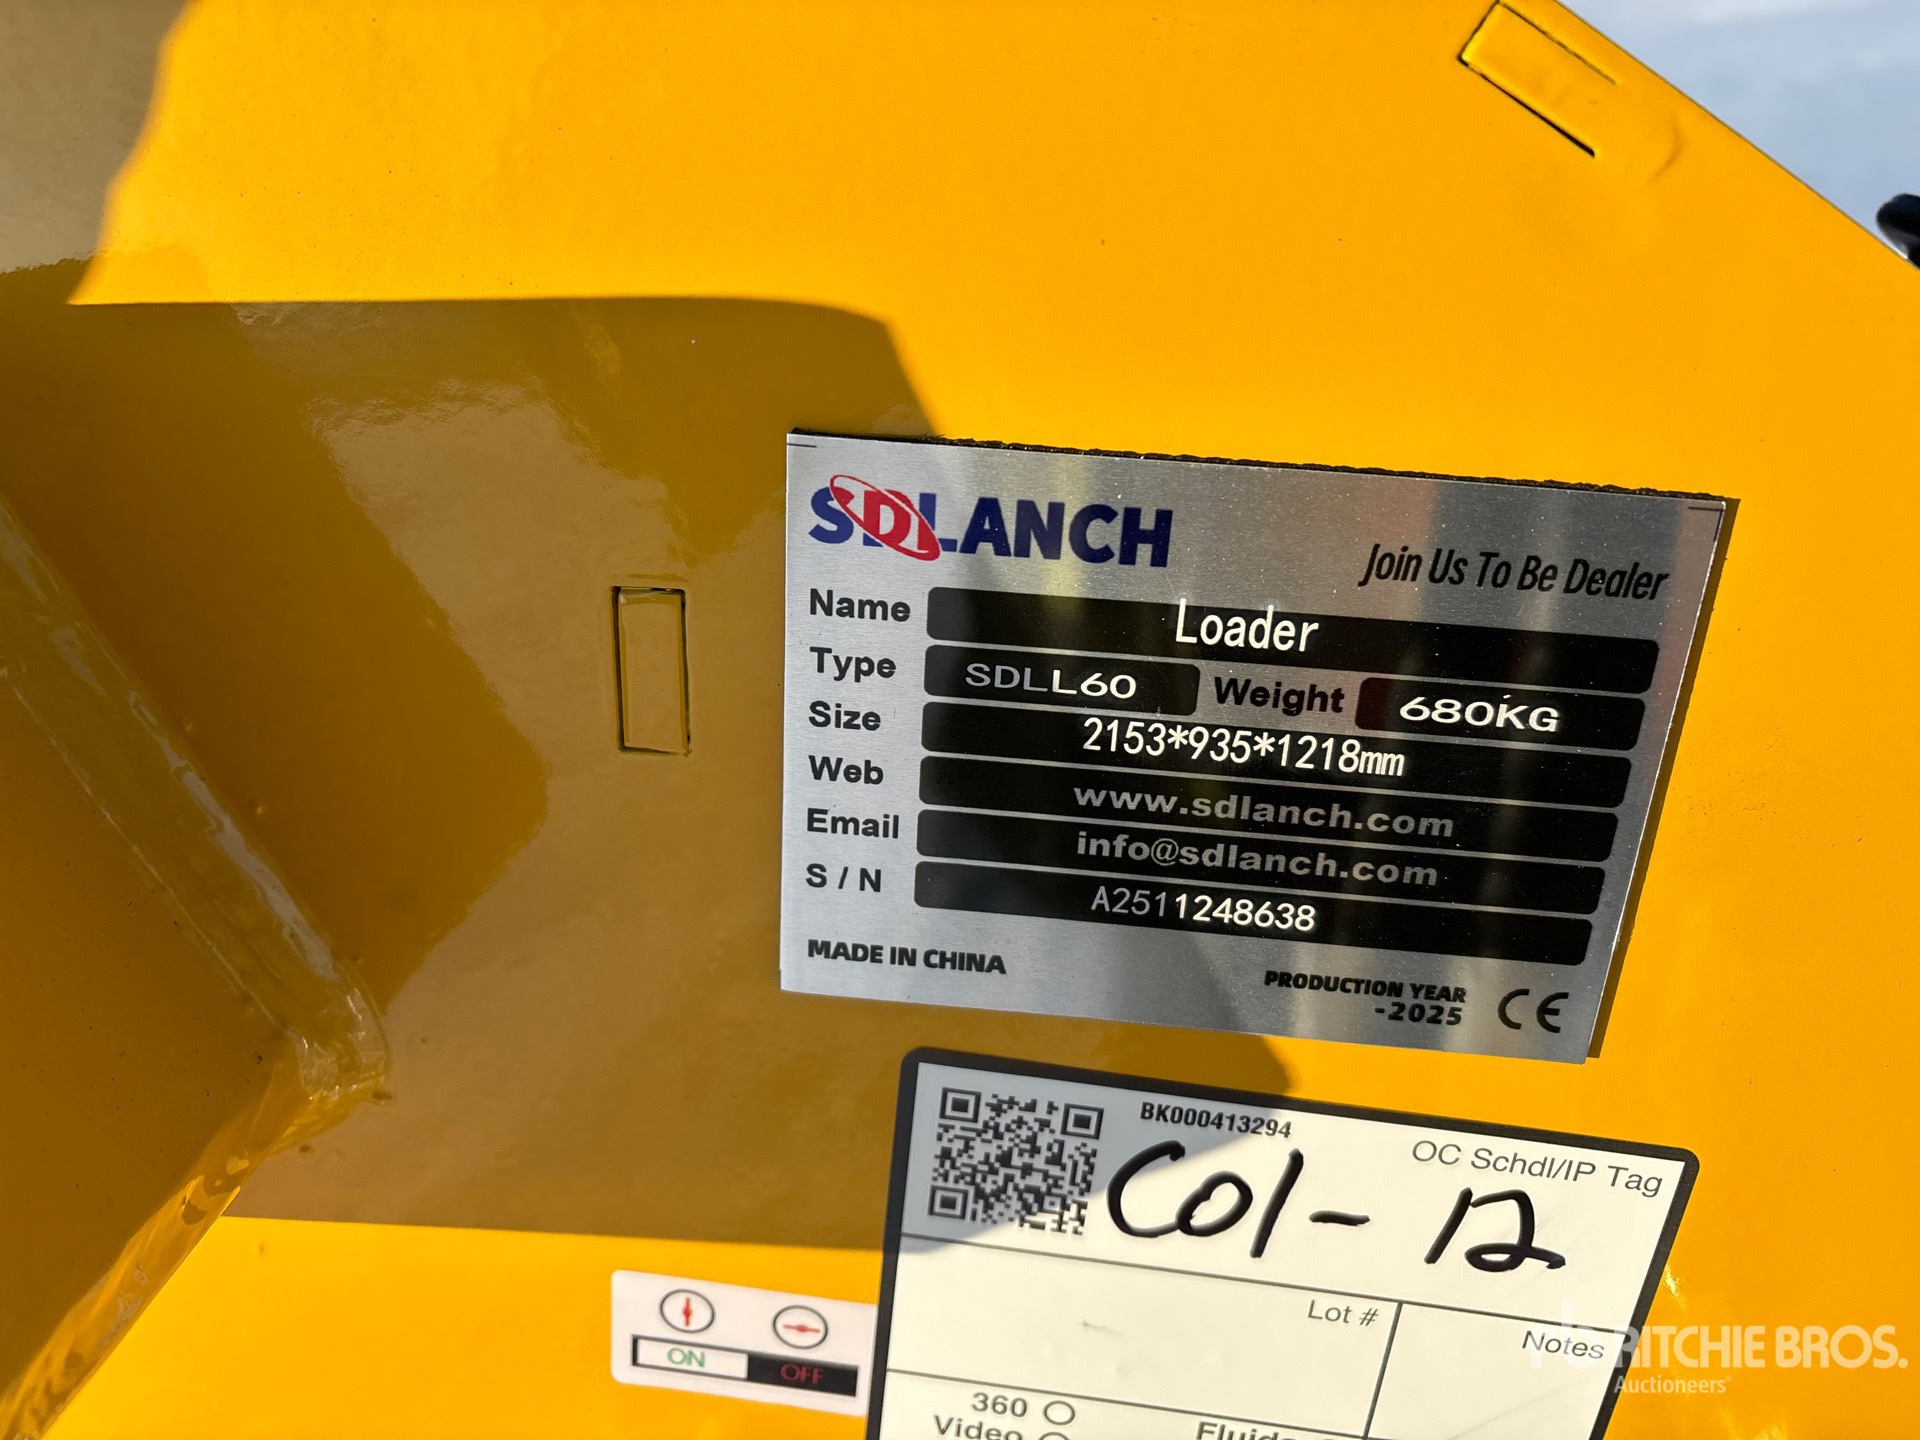 SDLANCH
Join Us To Be Dealer
Name Loader
Type SDLL60 Weight 680KG
Size 2153*935*1218mm
Web www.sdlanch.com
Email info@sdlanch.com
S / N A2511248638
MADE IN CHINA
PRODUCTION YEAR
-2025
CE
BK000413294
OC Schdl/IP Tag
C01-12
Lot #
Notes
ON OFF
360
Video
RITCHIE BROS.
Auctioneers